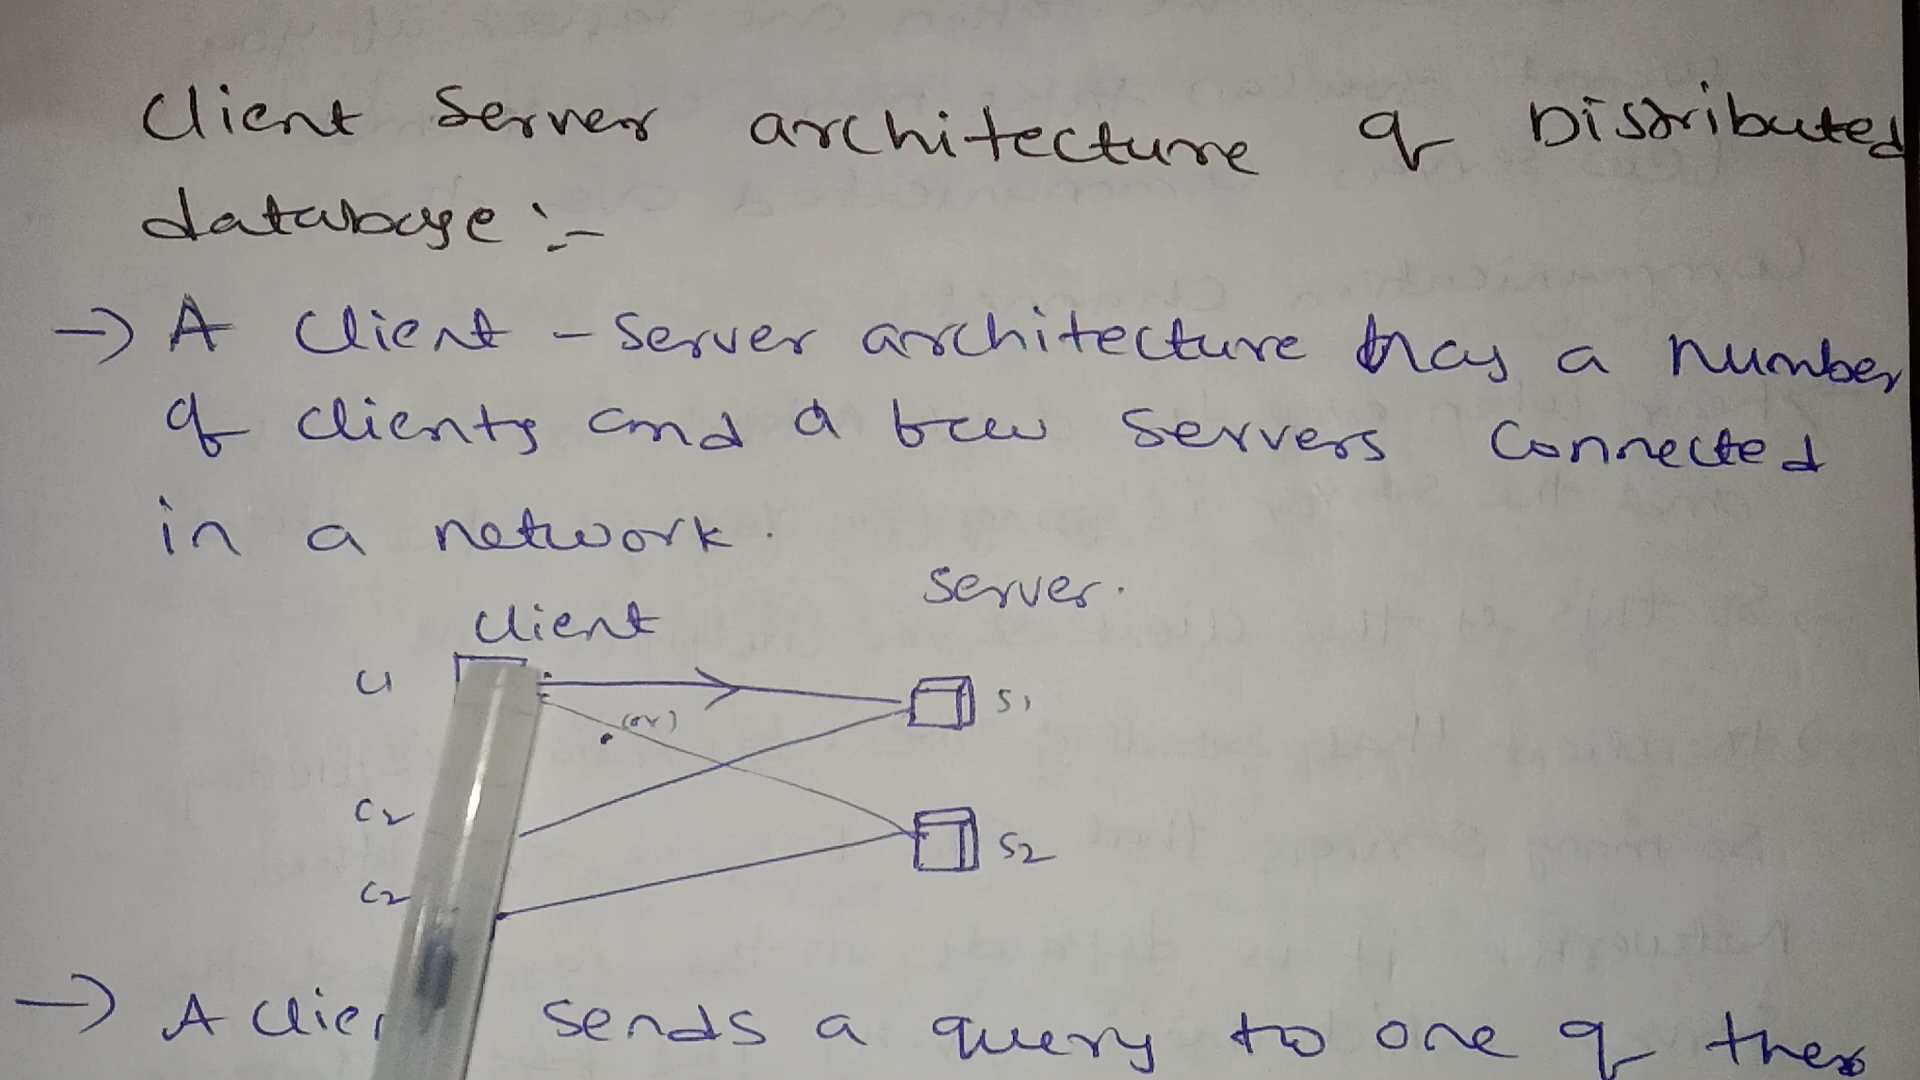 Client Server architecture of Distributed
database :-
→ A Client - Server architecture has a number
of clients and a few Servers Connected
in a network.
Server.
Client
C1
S1
(or)
C2
S2
C2
→ A Clie sends a query to one of thes